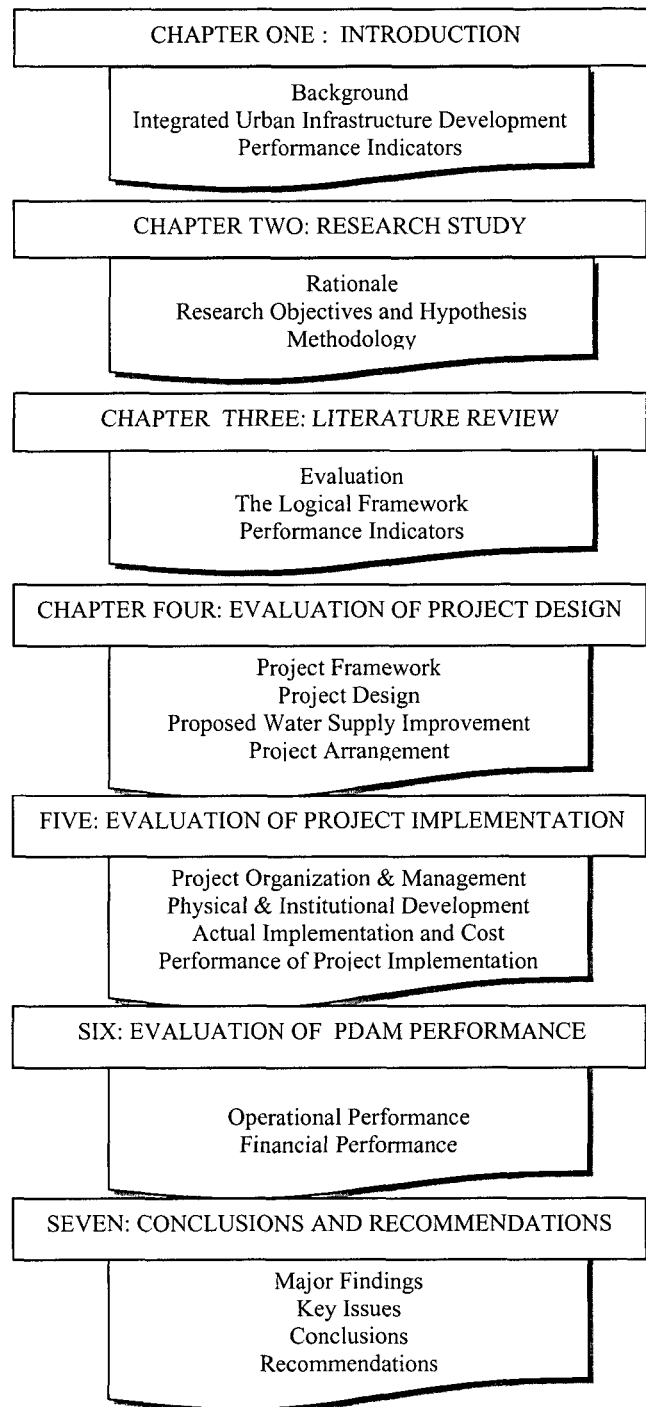 CHAPTER ONE : INTRODUCTION
Background
Integrated Urban Infrastructure Development
Performance Indicators
CHAPTER TWO: RESEARCH STUDY
Rationale
Research Objectives and Hypothesis
Methodology
CHAPTER THREE: LITERATURE REVIEW
Evaluation
The Logical Framework
Performance Indicators
CHAPTER FOUR: EVALUATION OF PROJECT DESIGN
Project Framework
Project Design
Proposed Water Supply Improvement
Project Arrangement
FIVE: EVALUATION OF PROJECT IMPLEMENTATION
Project Organization & Management
Physical & Institutional Development
Actual Implementation and Cost
Performance of Project Implementation
SIX: EVALUATION OF PDAM PERFORMANCE
Operational Performance
Financial Performance
SEVEN: CONCLUSIONS AND RECOMMENDATIONS
Major Findings
Key Issues
Conclusions
Recommendations